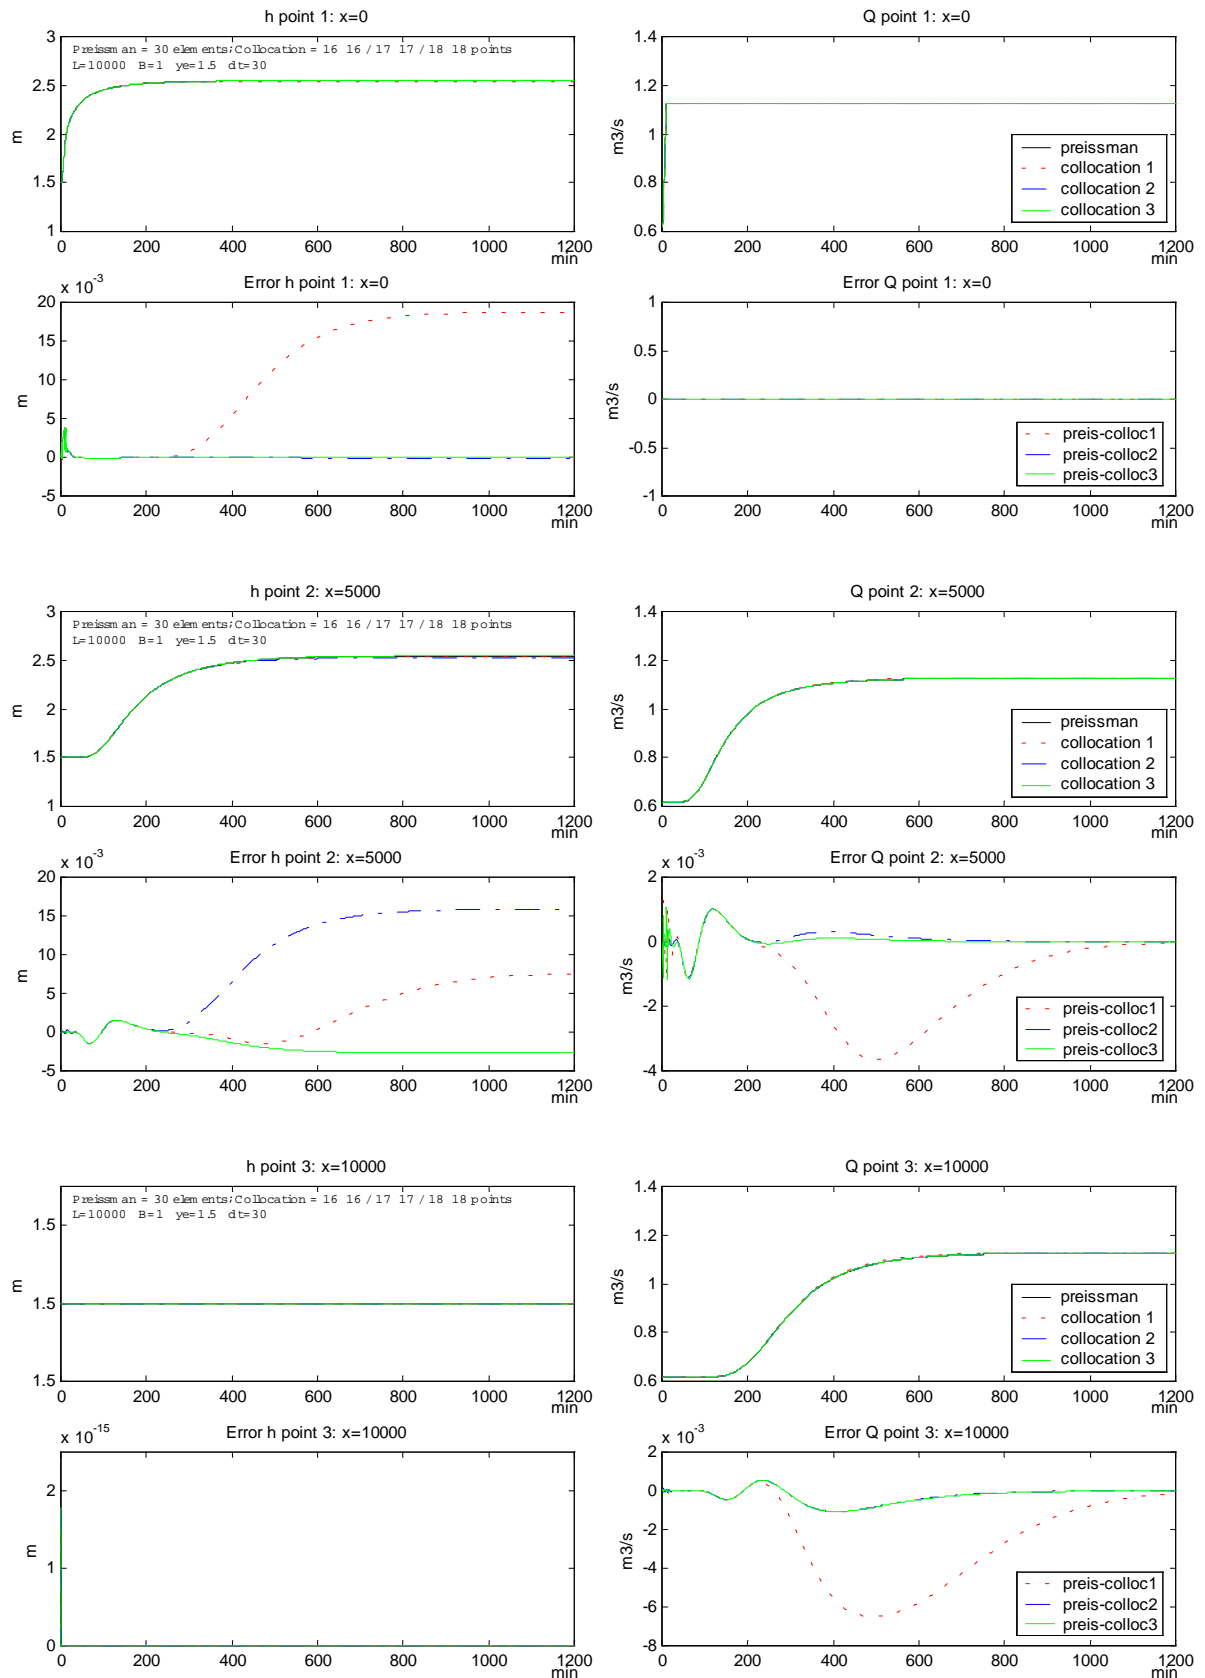 h point 1: x=0
3
2.5
2
1.5
1
m
Preissman = 30 elements;Collocation = 16 16 / 17 17 / 18 18 points
L=10000 B=1 ye=1.5 dt=30
0 200 400 600 800 1000 1200
min
Q point 1: x=0
1.4
1.2
1
0.8
0.6
m3/s
preissman
collocation 1
collocation 2
collocation 3
0 200 400 600 800 1000 1200
min
x 10-3
Error h point 1: x=0
20
15
10
5
0
-5
m
0 200 400 600 800 1000 1200
min
Error Q point 1: x=0
1
0.5
0
-0.5
-1
m3/s
preis-colloc1
preis-colloc2
preis-colloc3
0 200 400 600 800 1000 1200
min
h point 2: x=5000
3
2.5
2
1.5
1
m
Preissman = 30 elements;Collocation = 16 16 / 17 17 / 18 18 points
L=10000 B=1 ye=1.5 dt=30
0 200 400 600 800 1000 1200
min
Q point 2: x=5000
1.4
1.2
1
0.8
0.6
m3/s
preissman
collocation 1
collocation 2
collocation 3
0 200 400 600 800 1000 1200
min
x 10-3
Error h point 2: x=5000
20
15
10
5
0
-5
m
0 200 400 600 800 1000 1200
min
x 10-3
Error Q point 2: x=5000
2
0
-2
-4
m3/s
preis-colloc1
preis-colloc2
preis-colloc3
0 200 400 600 800 1000 1200
min
h point 3: x=10000
1.5
1.5
1.5
m
Preissman = 30 elements;Collocation = 16 16 / 17 17 / 18 18 points
L=10000 B=1 ye=1.5 dt=30
0 200 400 600 800 1000 1200
min
Q point 3: x=10000
1.4
1.2
1
0.8
0.6
m3/s
preissman
collocation 1
collocation 2
collocation 3
0 200 400 600 800 1000 1200
min
x 10-15
Error h point 3: x=10000
2
1
0
m
0 200 400 600 800 1000 1200
min
x 10-3
Error Q point 3: x=10000
2
0
-2
-4
-6
-8
m3/s
preis-colloc1
preis-colloc2
preis-colloc3
0 200 400 600 800 1000 1200
min